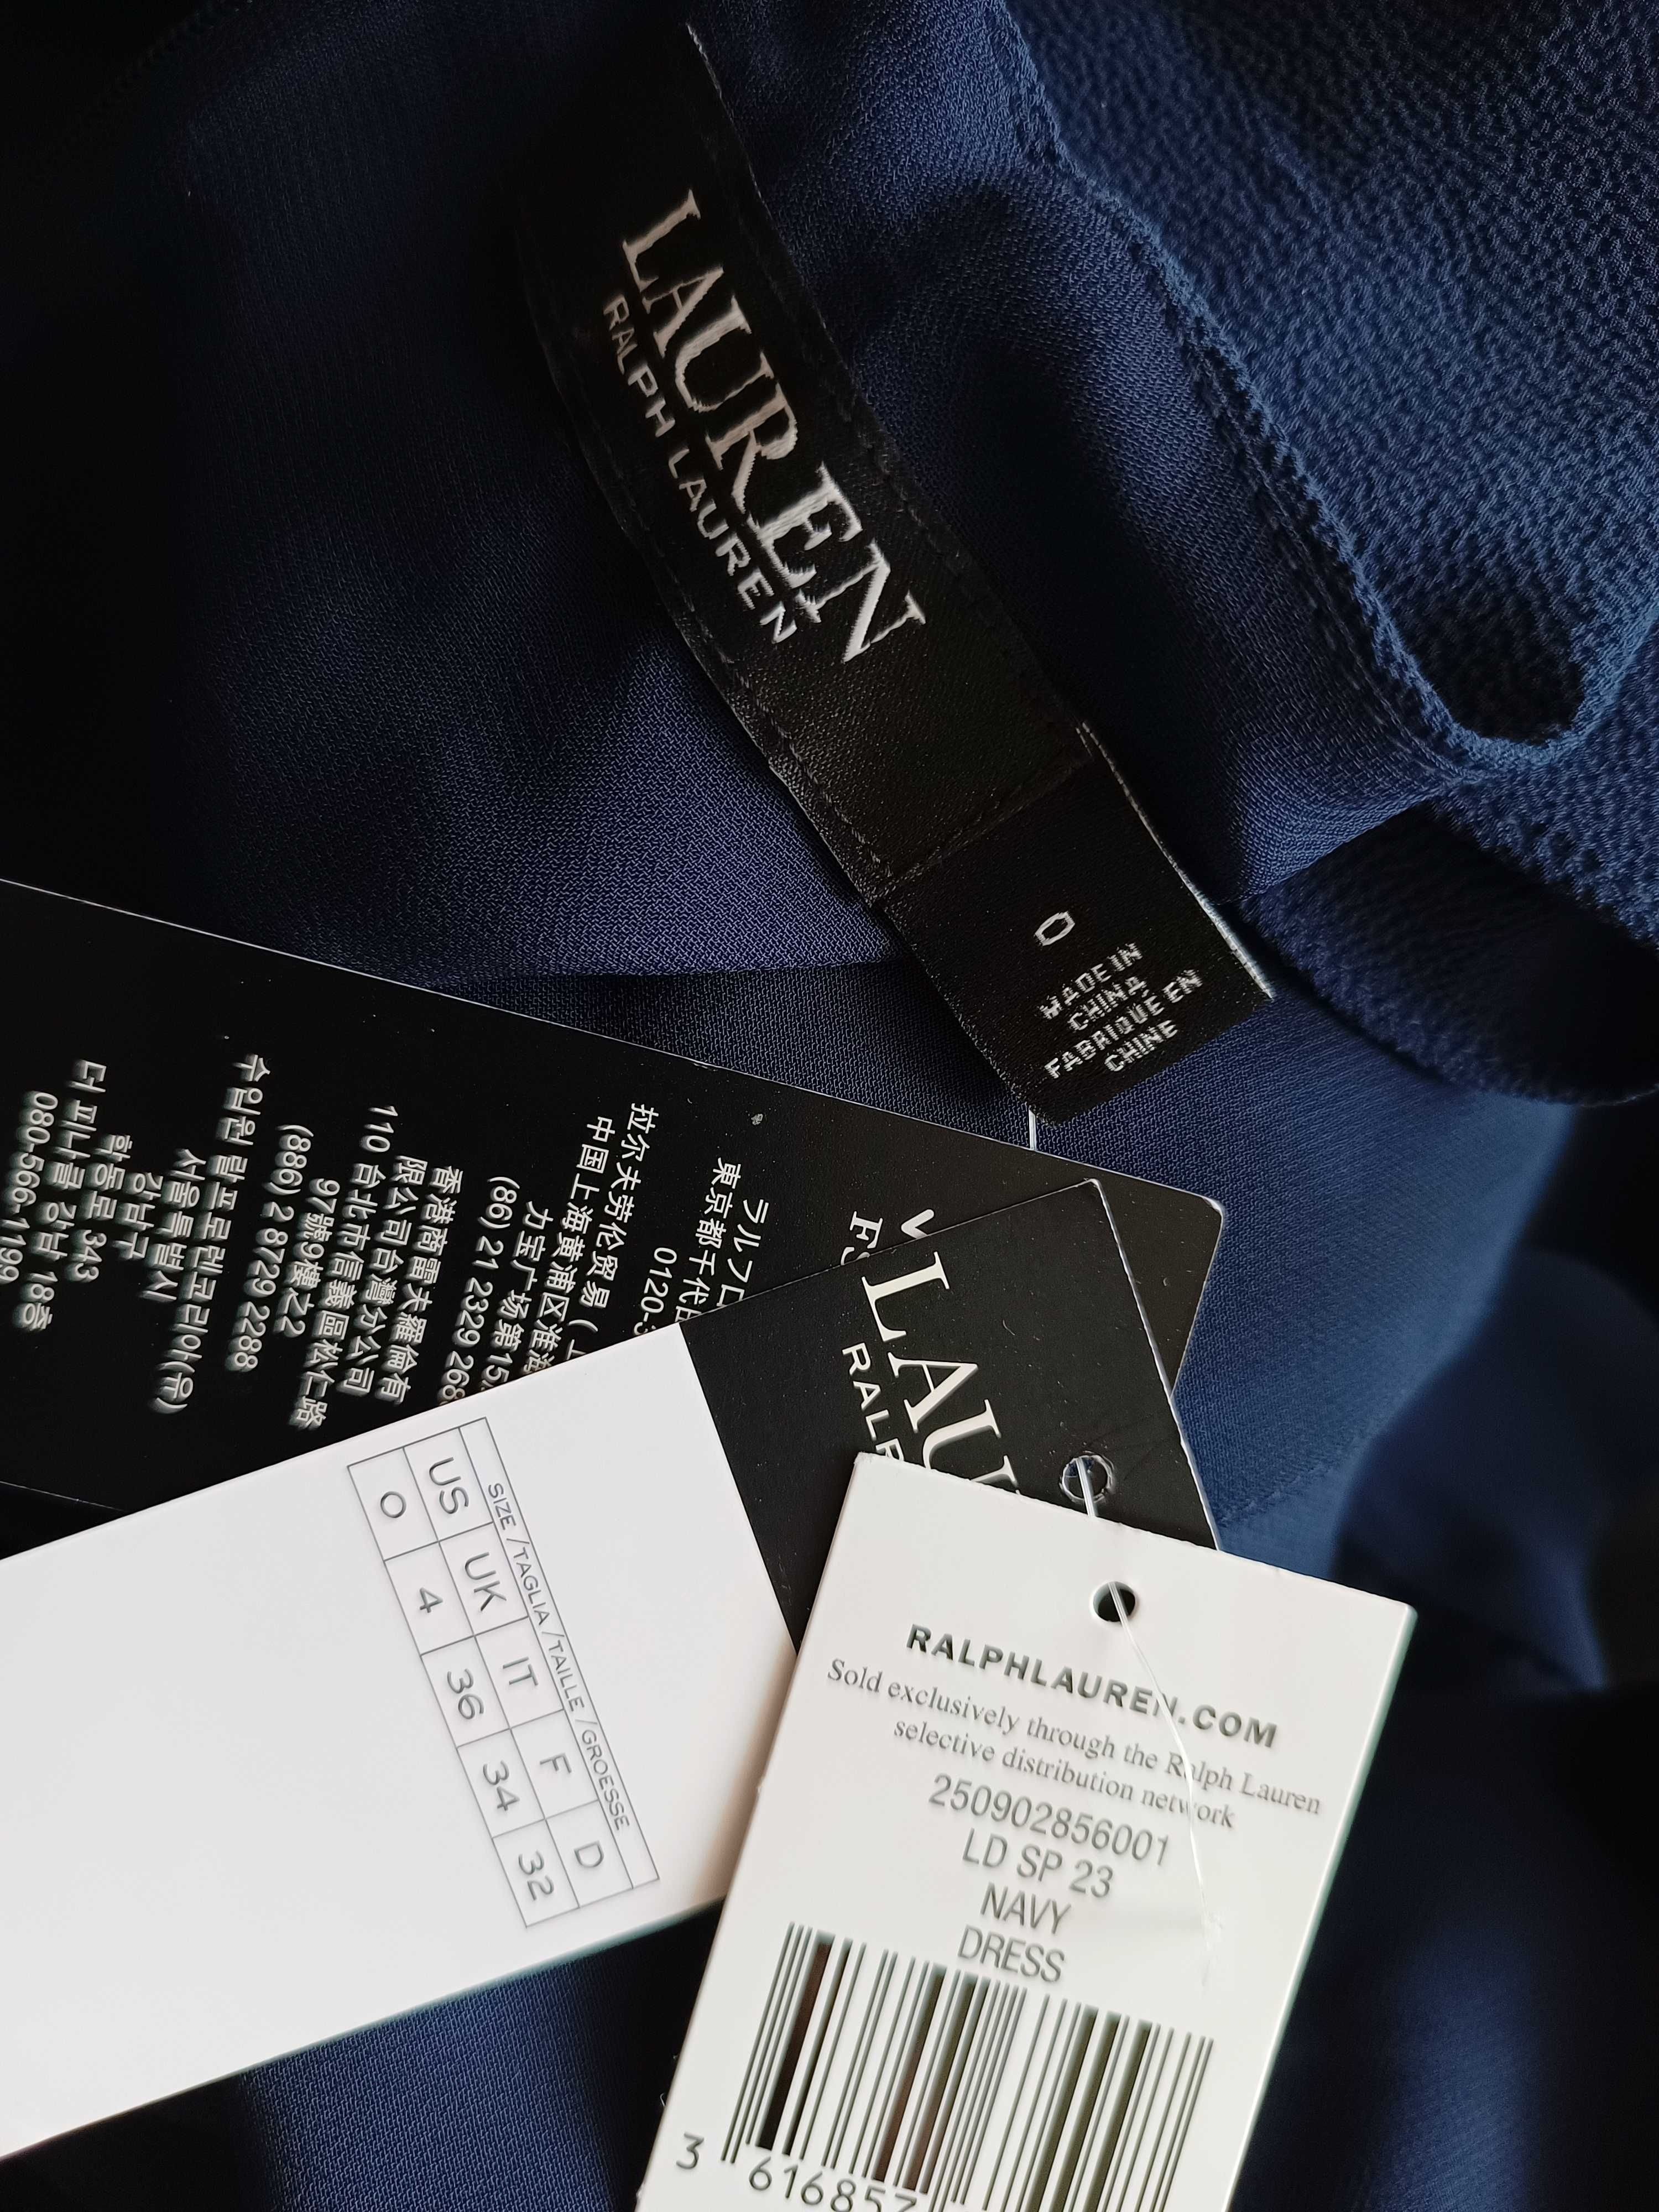 LAUREN
RALPH LAUREN
0
MADE IN
CHINA
FABRIQUÉ EN
CHINE
ラルフロ
東京都千代田
0120-3
拉尔夫劳伦贸易(上
中国上海黄浦区淮海
力宝广场第15
(86) 21 2329 268
香港商雷夫羅倫有
限公司台灣分公司
110 台北市信義區松仁路
97號9樓之2
(886) 2 8729 2288
수입원 랄프로렌코리아(유)
서울특별시
강남구
학동로 343
더 피나클 강남 18층
080-566-1199
LAU
RALP
SIZE / TAGLIA / TAILLE / GROESSE
US UK IT F D
0 4 36 34 32
RALPHLAUREN.COM
Sold exclusively through the Ralph Lauren
selective distribution network
250902856001
LD SP 23
NAVY
DRESS
3 616857